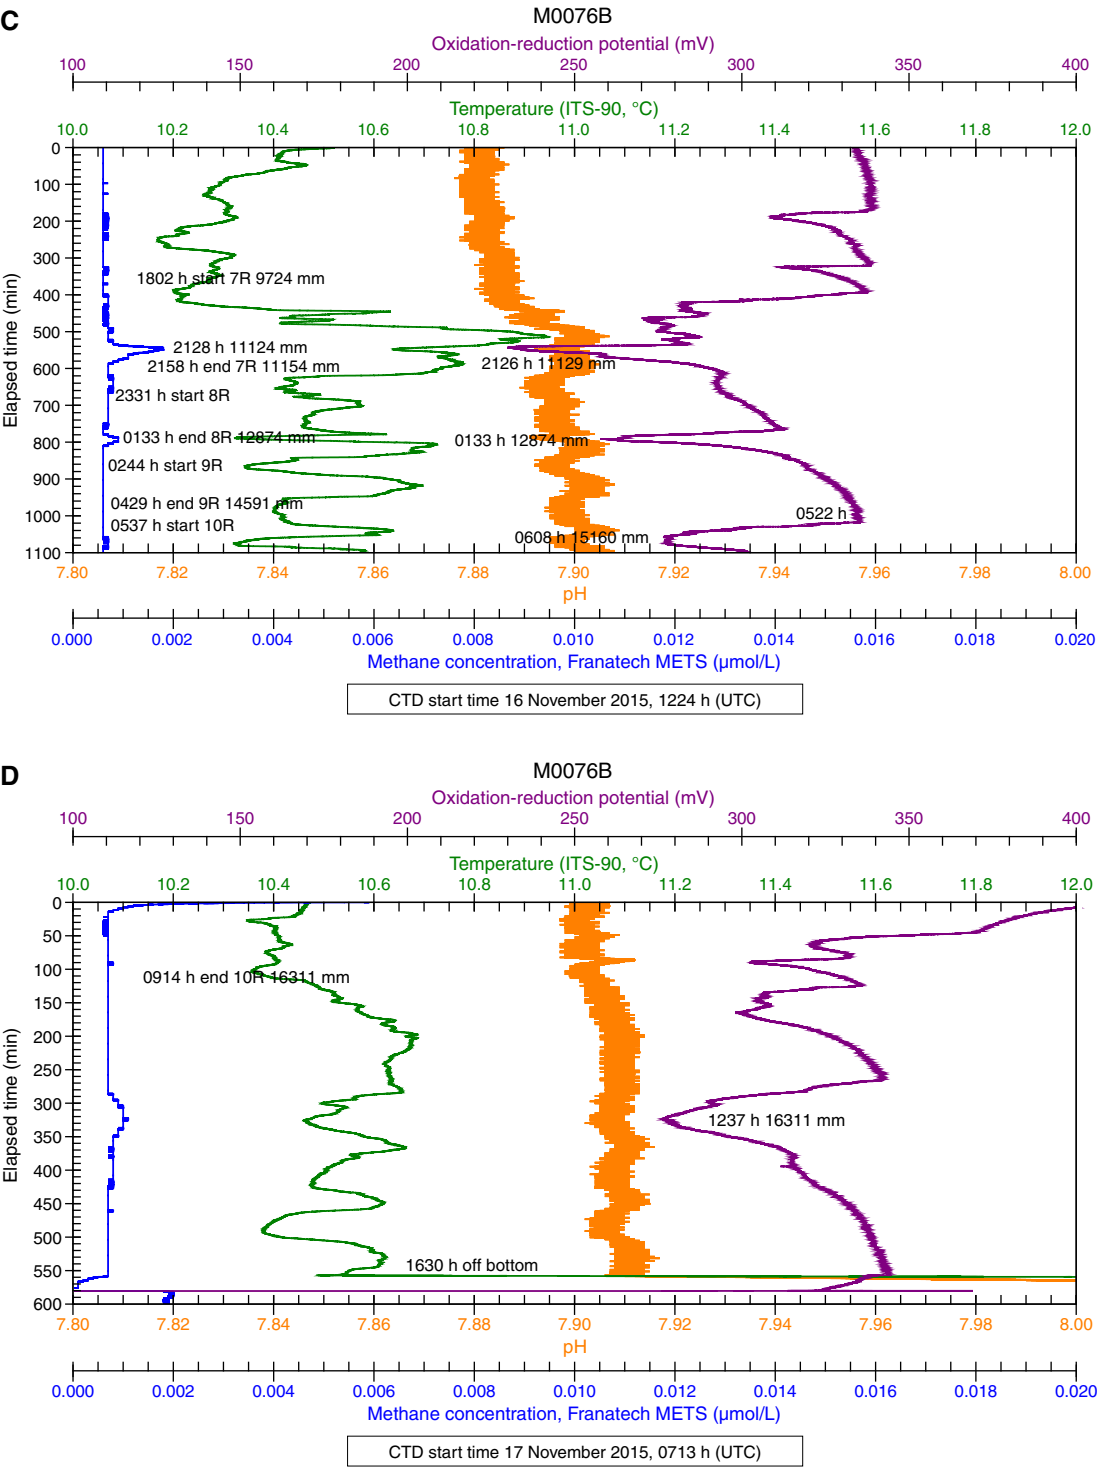 C
M0076B
Oxidation-reduction potential (mV)
100 150 200 250 300 350 400
Temperature (ITS-90, °C)
10.0 10.2 10.4 10.6 10.8 11.0 11.2 11.4 11.6 11.8 12.0
Elapsed time (min)
0
100
200
300
1802 h start 7R 9724 mm
400
500
2128 h 11124 mm
2158 h end 7R 11154 mm
2126 h 11129 mm
600
2331 h start 8R
700
0133 h end 8R 12874 mm
0133 h 12874 mm
800
0244 h start 9R
900
0429 h end 9R 14591 mm
0522 h
1000
0537 h start 10R
0608 h 15160 mm
1100
7.80 7.82 7.84 7.86 7.88 7.90 7.92 7.94 7.96 7.98 8.00
pH
0.000 0.002 0.004 0.006 0.008 0.010 0.012 0.014 0.016 0.018 0.020
Methane concentration, Franatech METS (µmol/L)
CTD start time 16 November 2015, 1224 h (UTC)
D
M0076B
Oxidation-reduction potential (mV)
100 150 200 250 300 350 400
Temperature (ITS-90, °C)
10.0 10.2 10.4 10.6 10.8 11.0 11.2 11.4 11.6 11.8 12.0
Elapsed time (min)
0
50
100
0914 h end 10R 16311 mm
150
200
250
300
1237 h 16311 mm
350
400
450
500
1630 h off bottom
550
600
7.80 7.82 7.84 7.86 7.88 7.90 7.92 7.94 7.96 7.98 8.00
pH
0.000 0.002 0.004 0.006 0.008 0.010 0.012 0.014 0.016 0.018 0.020
Methane concentration, Franatech METS (µmol/L)
CTD start time 17 November 2015, 0713 h (UTC)